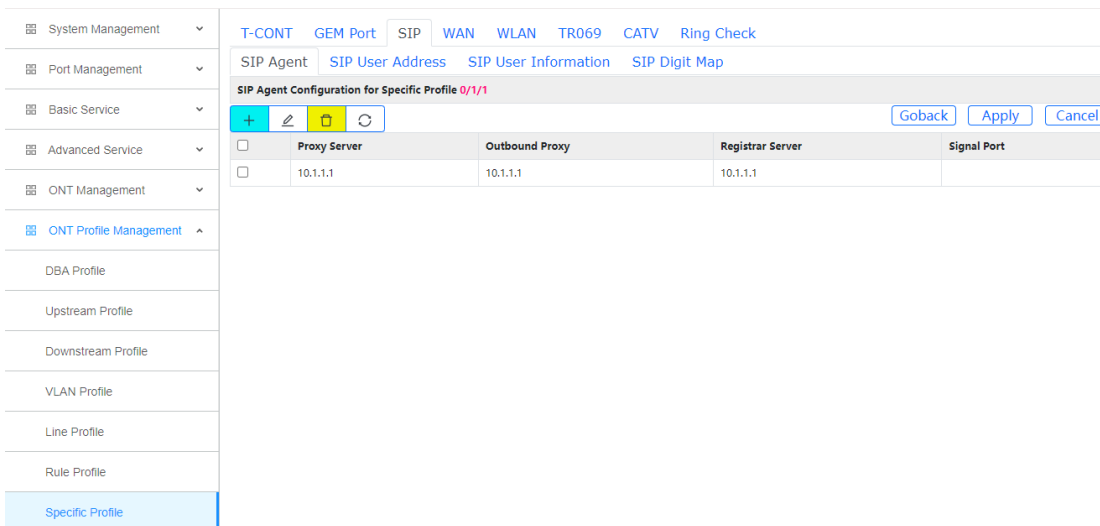 System Management
Port Management
Basic Service
Advanced Service
ONT Management
ONT Profile Management
DBA Profile
Upstream Profile
Downstream Profile
VLAN Profile
Line Profile
Rule Profile
Specific Profile
T-CONT GEM Port SIP WAN WLAN TR069 CATV Ring Check
SIP Agent SIP User Address SIP User Information SIP Digit Map
SIP Agent Configuration for Specific Profile 0/1/1
Goback Apply Cancel
Proxy Server Outbound Proxy Registrar Server Signal Port
10.1.1.1 10.1.1.1 10.1.1.1